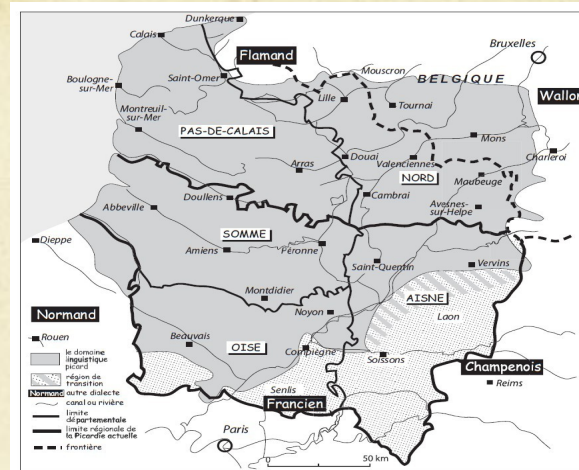 Dunkerque
Calais
Bruxelles
Flamand
Mouscron
BELGIQUE
Boulogne-
sur-Mer
Saint-Omer
Lille
Tournai
Wallon
Montreuil-
sur-Mer
PAS-DE-CALAIS
Douai
Mons
Charleroi
Arras
Valenciennes
NORD
Maubeuge
Doullens
Cambrai
Avesnes-
sur-Helpe
Abbeville
SOMME
Dieppe
Amiens
Péronne
Saint-Quentin
Vervins
Montdidier
AISNE
Noyon
Laon
Normand
Rouen
Beauvais
OISE
Compiègne
Soissons
Champenois
Reims
Senlis
Francien
Paris
50 km
le domaine
linguistique
picard
région de
transition
Normand autre dialecte
canal ou rivière
limite
départementale
limite régionale de
la Picardie actuelle
frontière